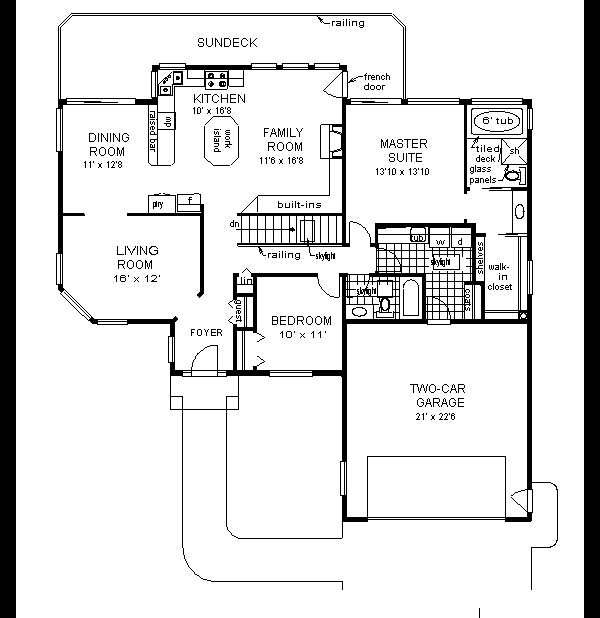 railing
SUNDECK
french
door
KITCHEN
10' x 16'8
raised bar
mp
work
island
FAMILY
ROOM
11'6 x 16'8
DINING
ROOM
11' x 12'8
MASTER
SUITE
13'10 x 13'10
6' tub
tiled
deck
sh
glass
panels
ptry
f
built-ins
dn
railing
skylight
LIVING
ROOM
16' x 12'
tub
w
d
skylight
shelves
walk-
in
closet
lin
skylight
coats
guest
FOYER
BEDROOM
10' x 11'
TWO-CAR
GARAGE
21' x 22'6